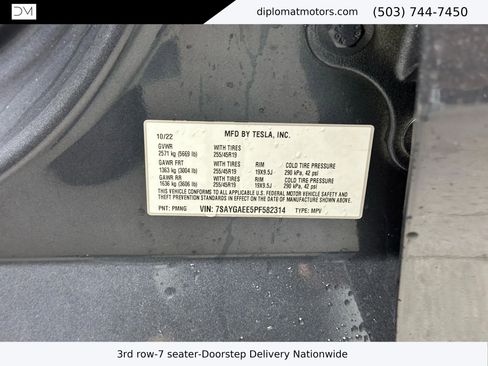 DM
diplomatmotors.com (503) 744-7450
10/22 MFD BY TESLA, INC.
GVWR WITH TIRES
2571 kg (5669 lb) 255/45R19
GAWR FRT WITH TIRES RIM COLD TIRE PRESSURE
1363 kg (3004 lb) 255/45R19 19X9.5J 290 kPa, 42 psi
GAWR RR WITH TIRES RIM COLD TIRE PRESSURE
1636 kg (3606 lb) 255/45R19 19X9.5J 290 kPa, 42 psi
THIS VEHICLE CONFORMS TO ALL APPLICABLE U.S. FEDERAL MOTOR VEHICLE SAFETY AND
THEFT PREVENTION STANDARDS IN EFFECT ON THE DATE OF MANUFACTURE SHOWN ABOVE.
PNT: PMNG VIN: 7SAYGAEE5PF582314 TYPE: MPV
3rd row-7 seater-Doorstep Delivery Nationwide